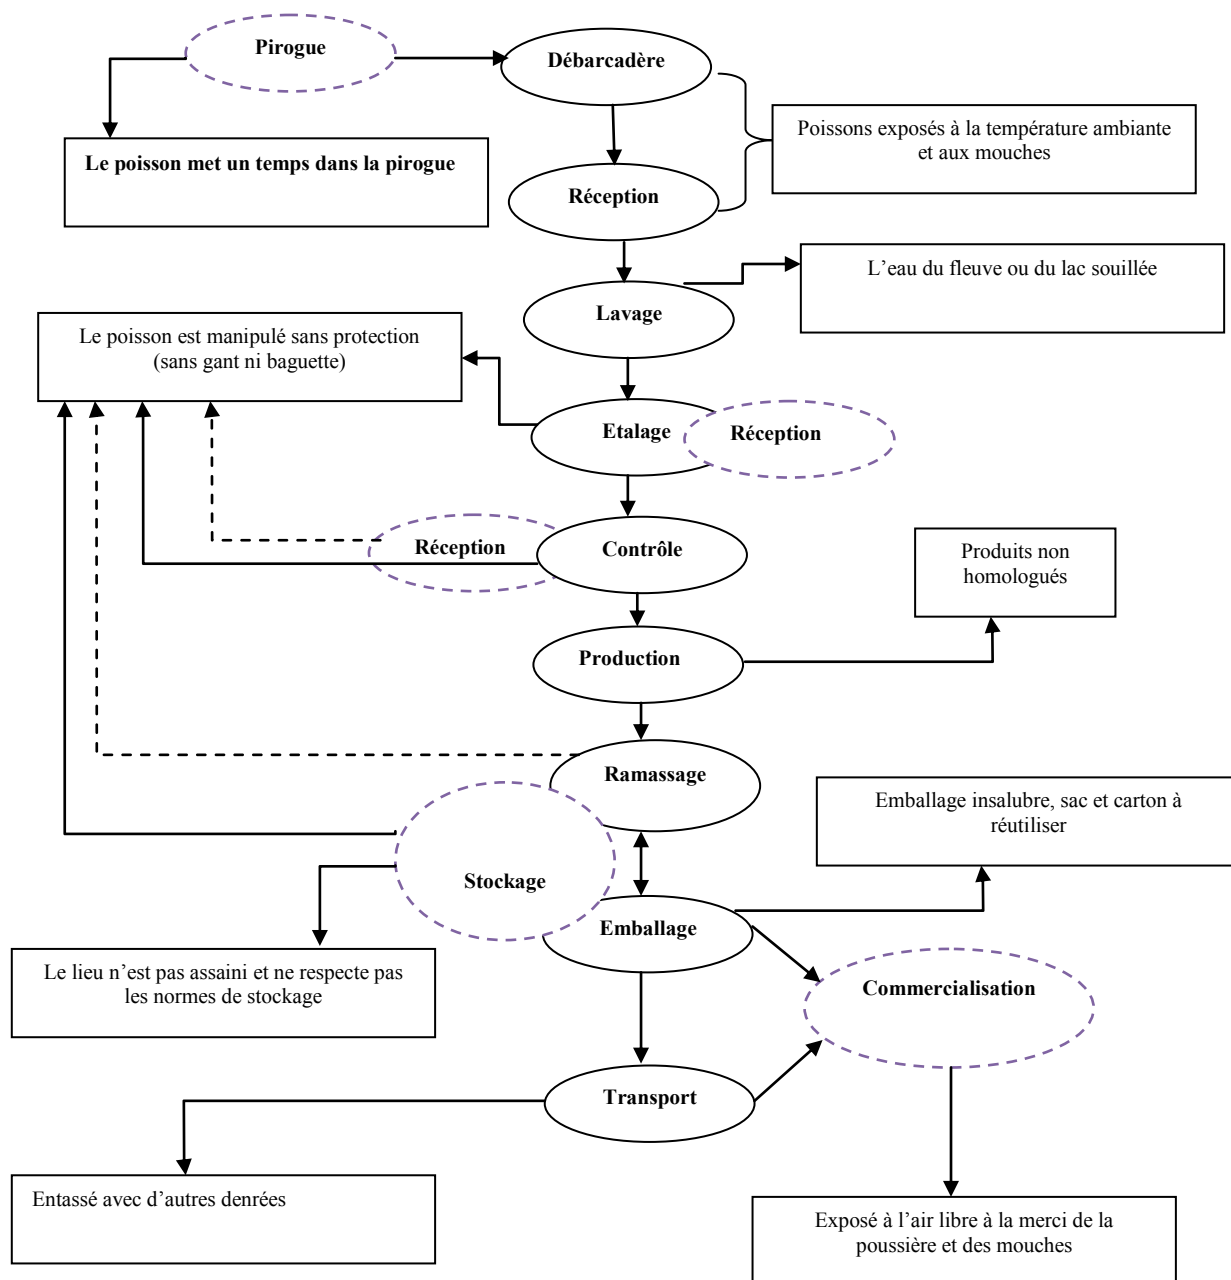 Pirogue
Débarcadère
Poissons exposés à la température ambiante
et aux mouches
Le poisson met un temps dans la pirogue
Réception
L’eau du fleuve ou du lac souillée
Lavage
Le poisson est manipulé sans protection
(sans gant ni baguette)
Etalage
Réception
Réception
Contrôle
Produits non
homologués
Production
Ramassage
Emballage insalubre, sac et carton à
réutiliser
Stockage
Emballage
Le lieu n’est pas assaini et ne respecte pas
les normes de stockage
Commercialisation
Transport
Entassé avec d’autres denrées
Exposé à l’air libre à la merci de la
poussière et des mouches